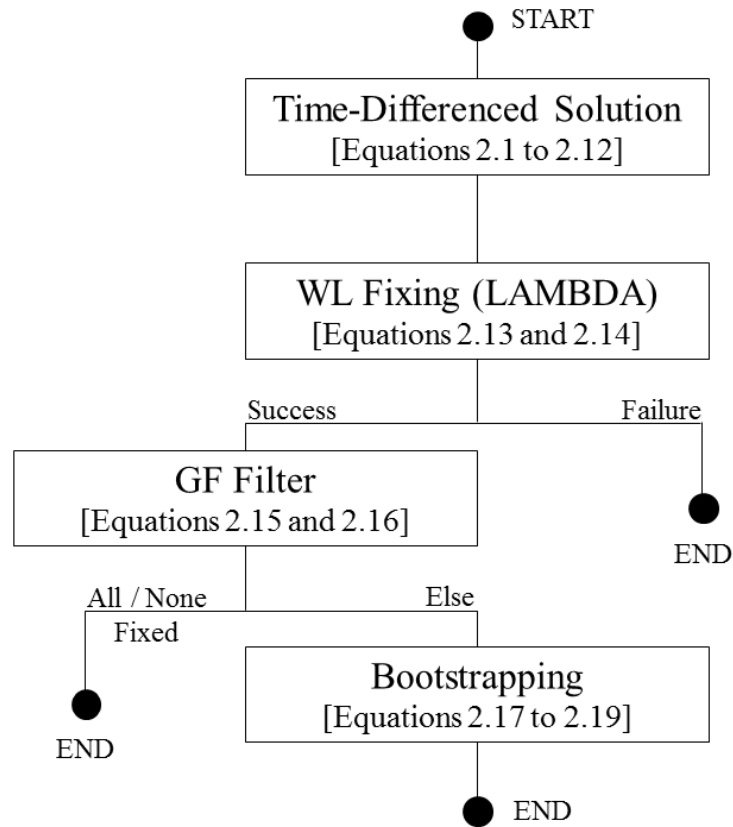 START
Time-Differenced Solution
[Equations 2.1 to 2.12]
WL Fixing (LAMBDA)
[Equations 2.13 and 2.14]
Success
Failure
GF Filter
[Equations 2.15 and 2.16]
END
All / None
Fixed
Else
Bootstrapping
[Equations 2.17 to 2.19]
END
END